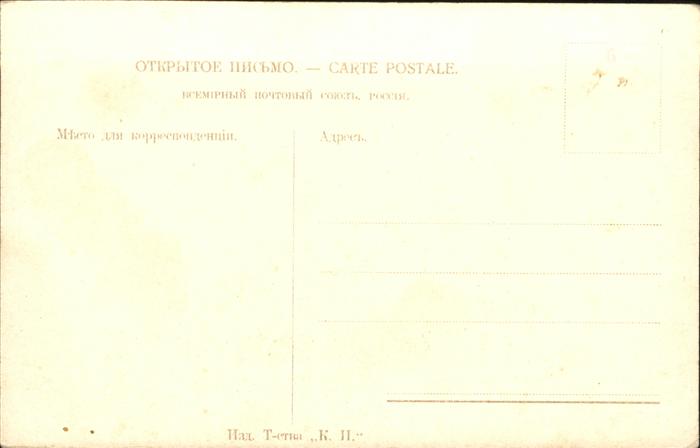 ОТКРЫТОЕ ПИСЬМО. — CARTE POSTALE.
ВСЕМІРНЫЙ ПОЧТОВЫЙ СОЮЗЪ, РОССІЯ.
Мѣсто для корреспонденціи.
Адресъ.
Изд. Т-ства „К. И.“